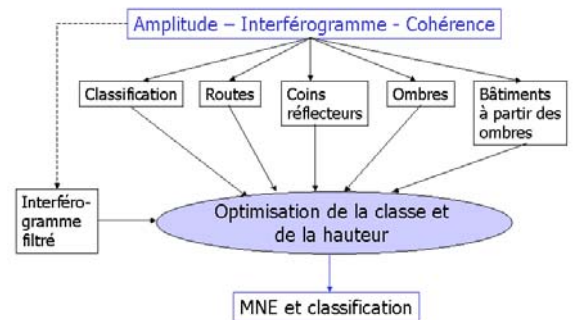 Amplitude – Interférogramme - Cohérence
Classification
Routes
Coins
réflecteurs
Ombres
Bâtiments
à partir des
ombres
Interféro-
gramme
filtré
Optimisation de la classe et
de la hauteur
MNE et classification